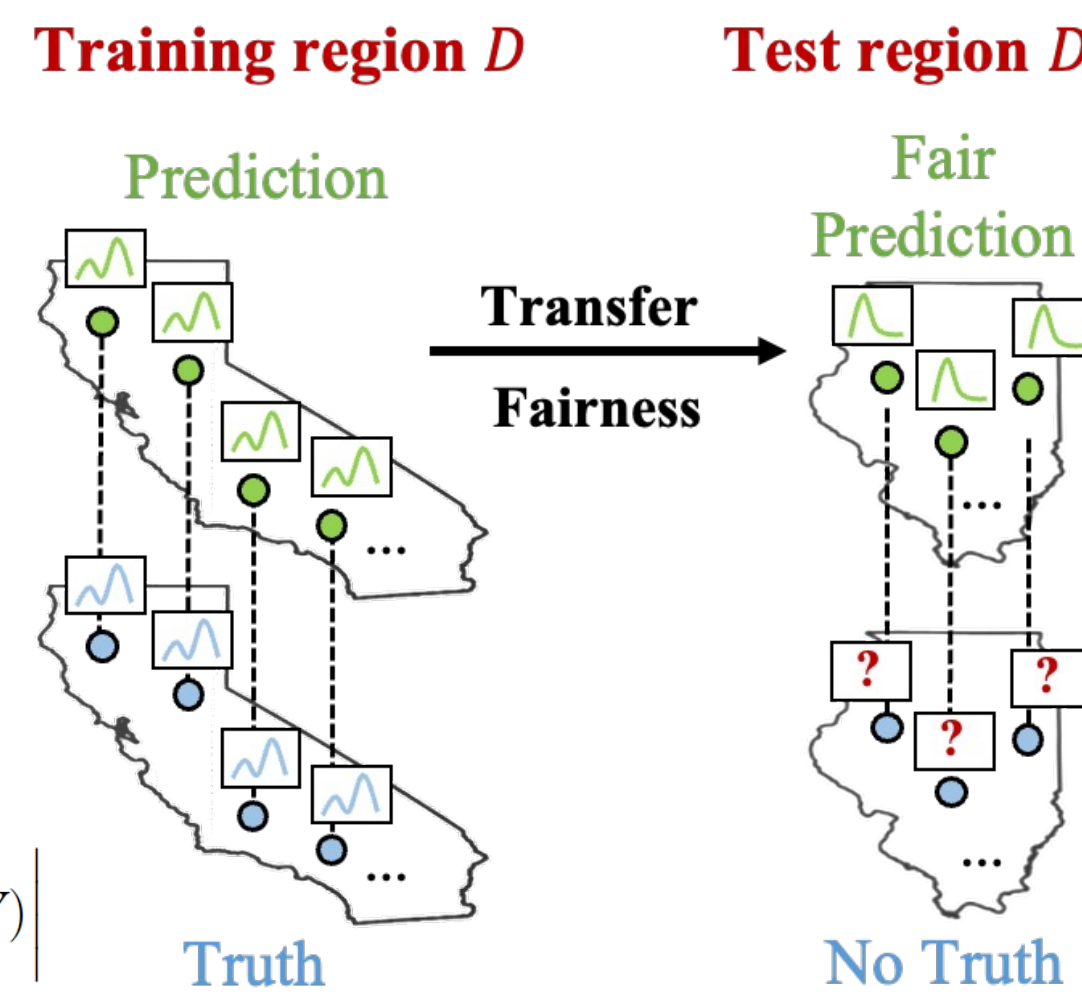 Training region D
Test region D
Prediction
Fair
Prediction
Transfer
Fairness
...
...
?
?
?
...
...
)
Truth
No Truth